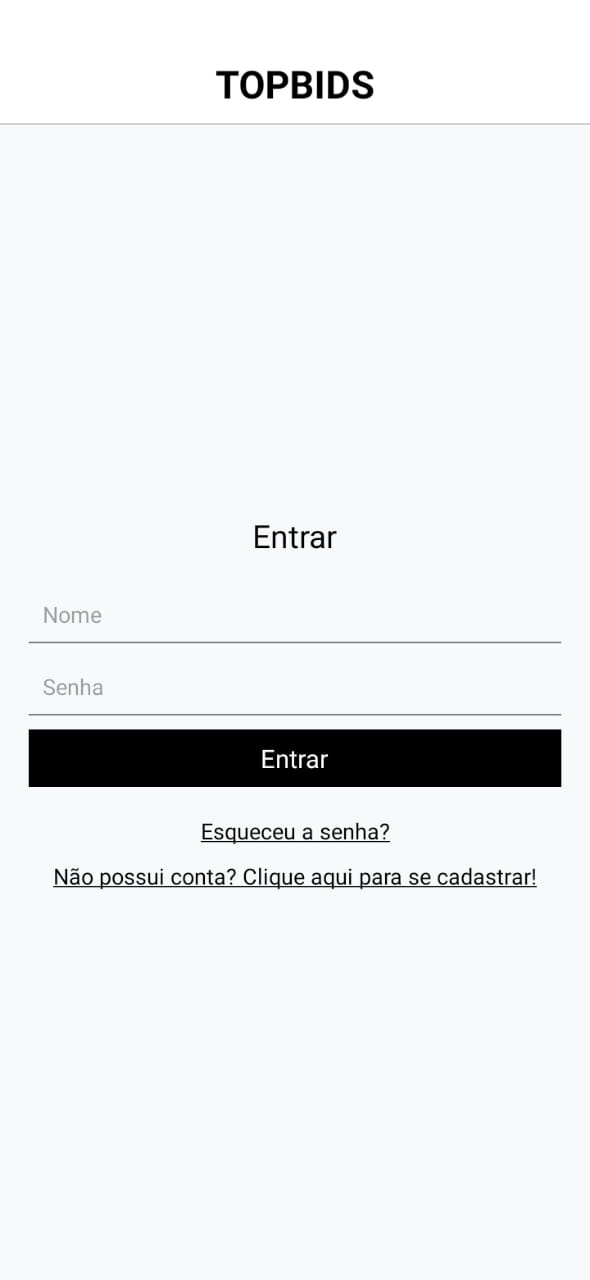 TOPBIDS
Entrar
Nome
Senha
Entrar
Esqueceu a senha?
Não possui conta? Clique aqui para se cadastrar!